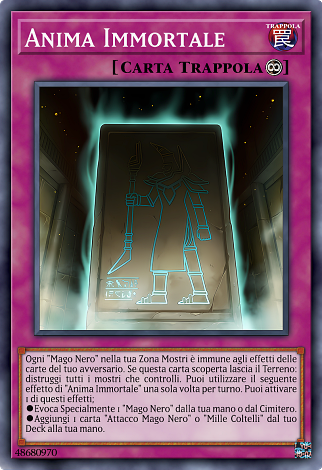 Anima Immortale
TRAPPOLA
罠
[Carta Trappola]
Ogni "Mago Nero" nella tua Zona Mostri è immune agli effetti delle
carte del tuo avversario. Se questa carta scoperta lascia il Terreno:
distruggi tutti i mostri che controlli. Puoi utilizzare il seguente
effetto di "Anima Immortale" una sola volta per turno. Puoi attivare
1 di questi effetti;
●Evoca Specialmente 1 "Mago Nero" dalla tua mano o dal Cimitero.
●Aggiungi 1 carta "Attacco Mago Nero" o "Mille Coltelli" dal tuo
Deck alla tua mano.
48680970